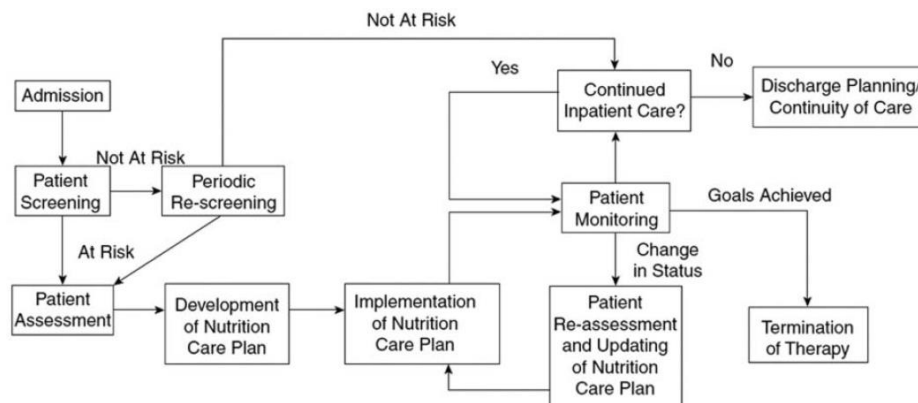 Not At Risk
Yes
No
Admission
Continued
Inpatient Care?
Discharge Planning/
Continuity of Care
Not At Risk
Patient
Screening
Periodic
Re-screening
Patient
Monitoring
Goals Achieved
At Risk
Change
in Status
Patient
Assessment
Development
of Nutrition
Care Plan
Implementation
of Nutrition
Care Plan
Patient
Re-assessment
and Updating
of Nutrition
Care Plan
Termination
of Therapy